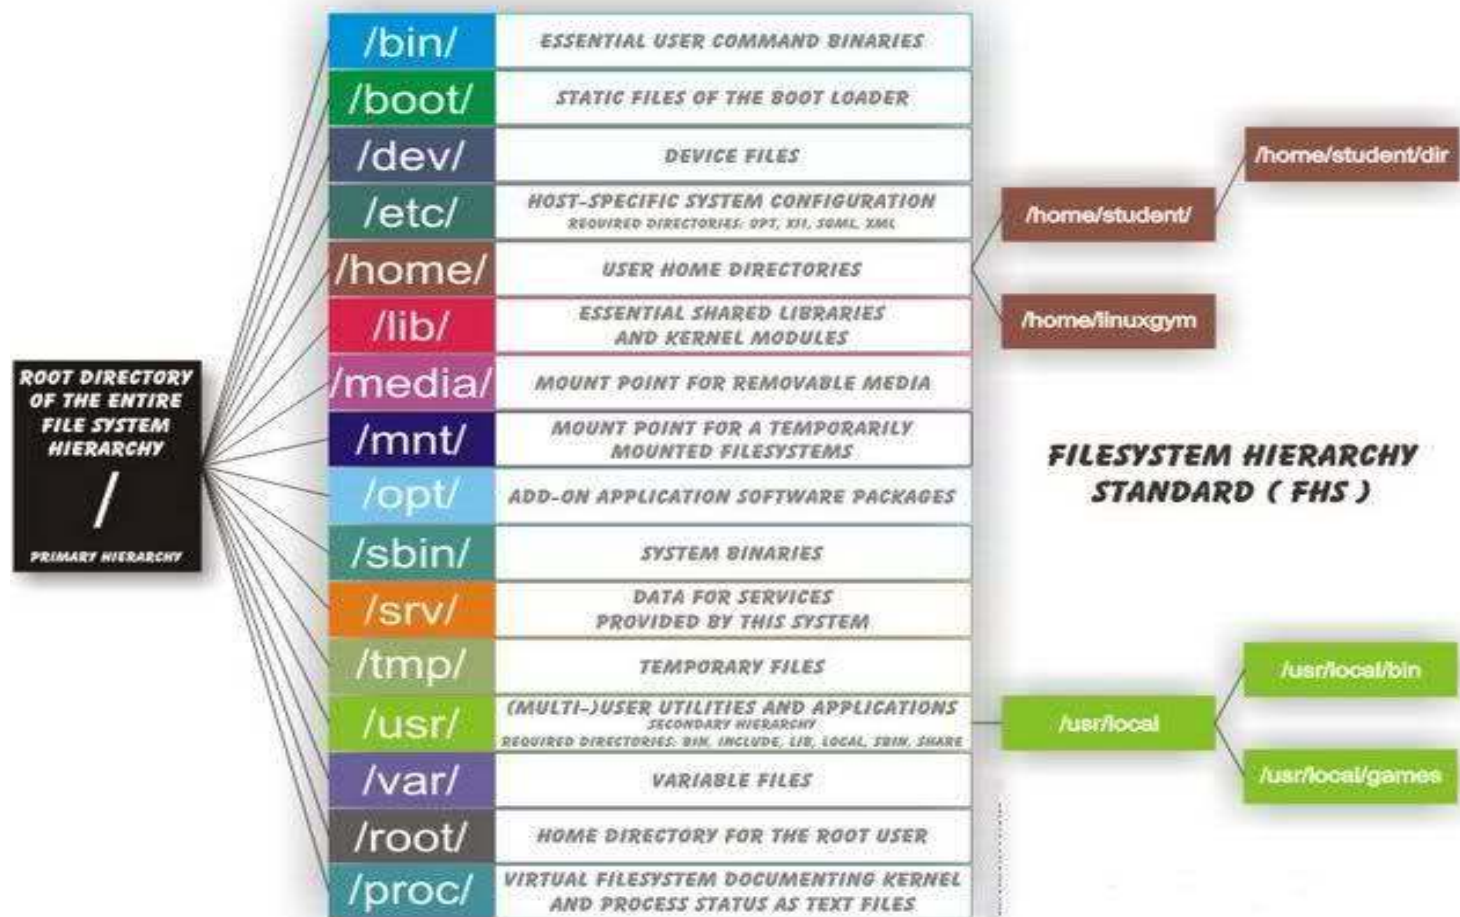 ROOT DIRECTORY
OF THE ENTIRE
FILE SYSTEM
HIERARCHY
/
PRIMARY HIERARCHY
/bin/
ESSENTIAL USER COMMAND BINARIES
/boot/
STATIC FILES OF THE BOOT LOADER
/dev/
DEVICE FILES
/etc/
HOST-SPECIFIC SYSTEM CONFIGURATION
REQUIRED DIRECTORIES: OPT, X11, SGML, XML
/home/
USER HOME DIRECTORIES
/home/student/
/home/student/dir
/home/linuxgym
/lib/
ESSENTIAL SHARED LIBRARIES
AND KERNEL MODULES
/media/
MOUNT POINT FOR REMOVABLE MEDIA
/mnt/
MOUNT POINT FOR A TEMPORARILY
MOUNTED FILESYSTEMS
/opt/
ADD-ON APPLICATION SOFTWARE PACKAGES
/sbin/
SYSTEM BINARIES
/srv/
DATA FOR SERVICES
PROVIDED BY THIS SYSTEM
/tmp/
TEMPORARY FILES
/usr/
(MULTI-)USER UTILITIES AND APPLICATIONS
SECONDARY HIERARCHY
REQUIRED DIRECTORIES: BIN, INCLUDE, LIB, LOCAL, SBIN, SHARE
/usr/local
/usr/local/bin
/usr/local/games
/var/
VARIABLE FILES
/root/
HOME DIRECTORY FOR THE ROOT USER
/proc/
VIRTUAL FILESYSTEM DOCUMENTING KERNEL
AND PROCESS STATUS AS TEXT FILES
FILESYSTEM HIERARCHY
STANDARD ( FHS )